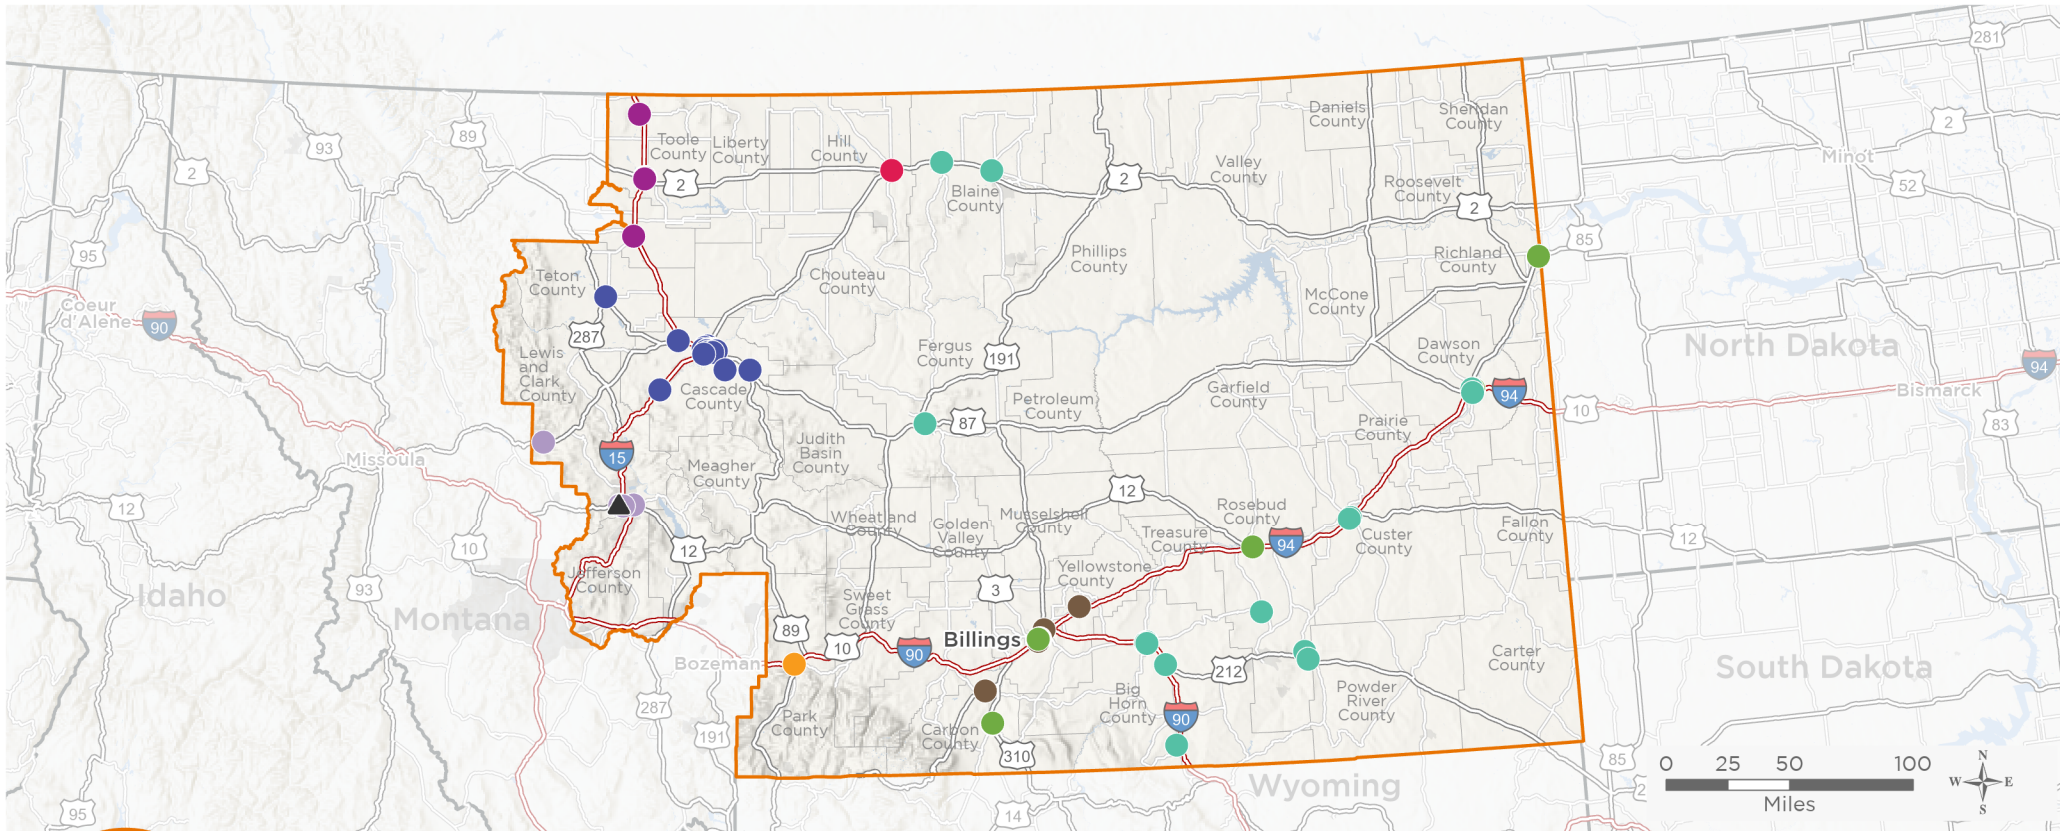 281
2
89
93
2
Minot
52
Daniels
County
Sheridan
County
Toole
County
Liberty
County
Hill
County
2
2
Valley
County
Blaine
County
Roosevelt
County
2
85
95
Richland
County
Phillips
County
Teton
County
Chouteau
County
McCone
County
Coeur
d'Alene
90
287
Lewis
and
Clark
County
Fergus
County
191
Dawson
County
North Dakota
94
Bismarck
94
10
83
Cascade
County
Garfield
County
Petroleum
County
87
Prairie
County
Judith
Basin
County
15
Missoula
Meagher
County
12
12
Rosebud
County
Wheatland
County
Golden
Valley
County
Musselshell
County
Treasure
County
94
Custer
County
Fallon
County
12
10
12
Jefferson
County
Yellowstone
County
93
Idaho
Montana
3
Sweet
Grass
County
89
10
90
Billings
Bozeman
212
Carter
County
South Dakota
Big
Horn
County
Powder
River
County
287
191
Park
County
Carbon
County
310
90
85
2
Wyoming
14
95
0 25 50 100
Miles
N
W E
S